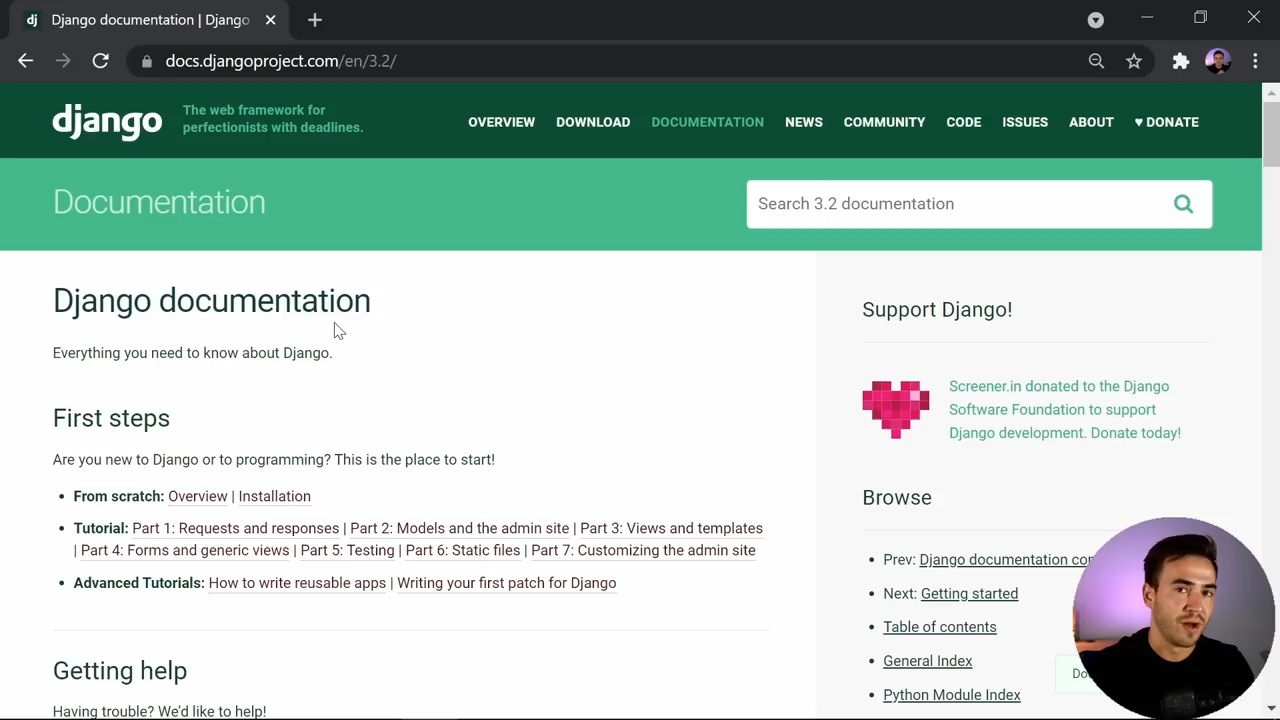 dj Django documentation | Django
docs.djangoproject.com/en/3.2/
django
The web framework for
perfectionists with deadlines.
OVERVIEW DOWNLOAD DOCUMENTATION NEWS COMMUNITY CODE ISSUES ABOUT ♥ DONATE
Documentation
Search 3.2 documentation
Django documentation
Everything you need to know about Django.
First steps
Are you new to Django or to programming? This is the place to start!
• From scratch: Overview | Installation
• Tutorial: Part 1: Requests and responses | Part 2: Models and the admin site | Part 3: Views and templates
| Part 4: Forms and generic views | Part 5: Testing | Part 6: Static files | Part 7: Customizing the admin site
• Advanced Tutorials: How to write reusable apps | Writing your first patch for Django
Getting help
Having trouble? We’d like to help!
Support Django!
Screener.in donated to the Django
Software Foundation to support
Django development. Donate today!
Browse
• Prev: Django documentation
• Next: Getting started
• Table of contents
• General Index
• Python Module Index